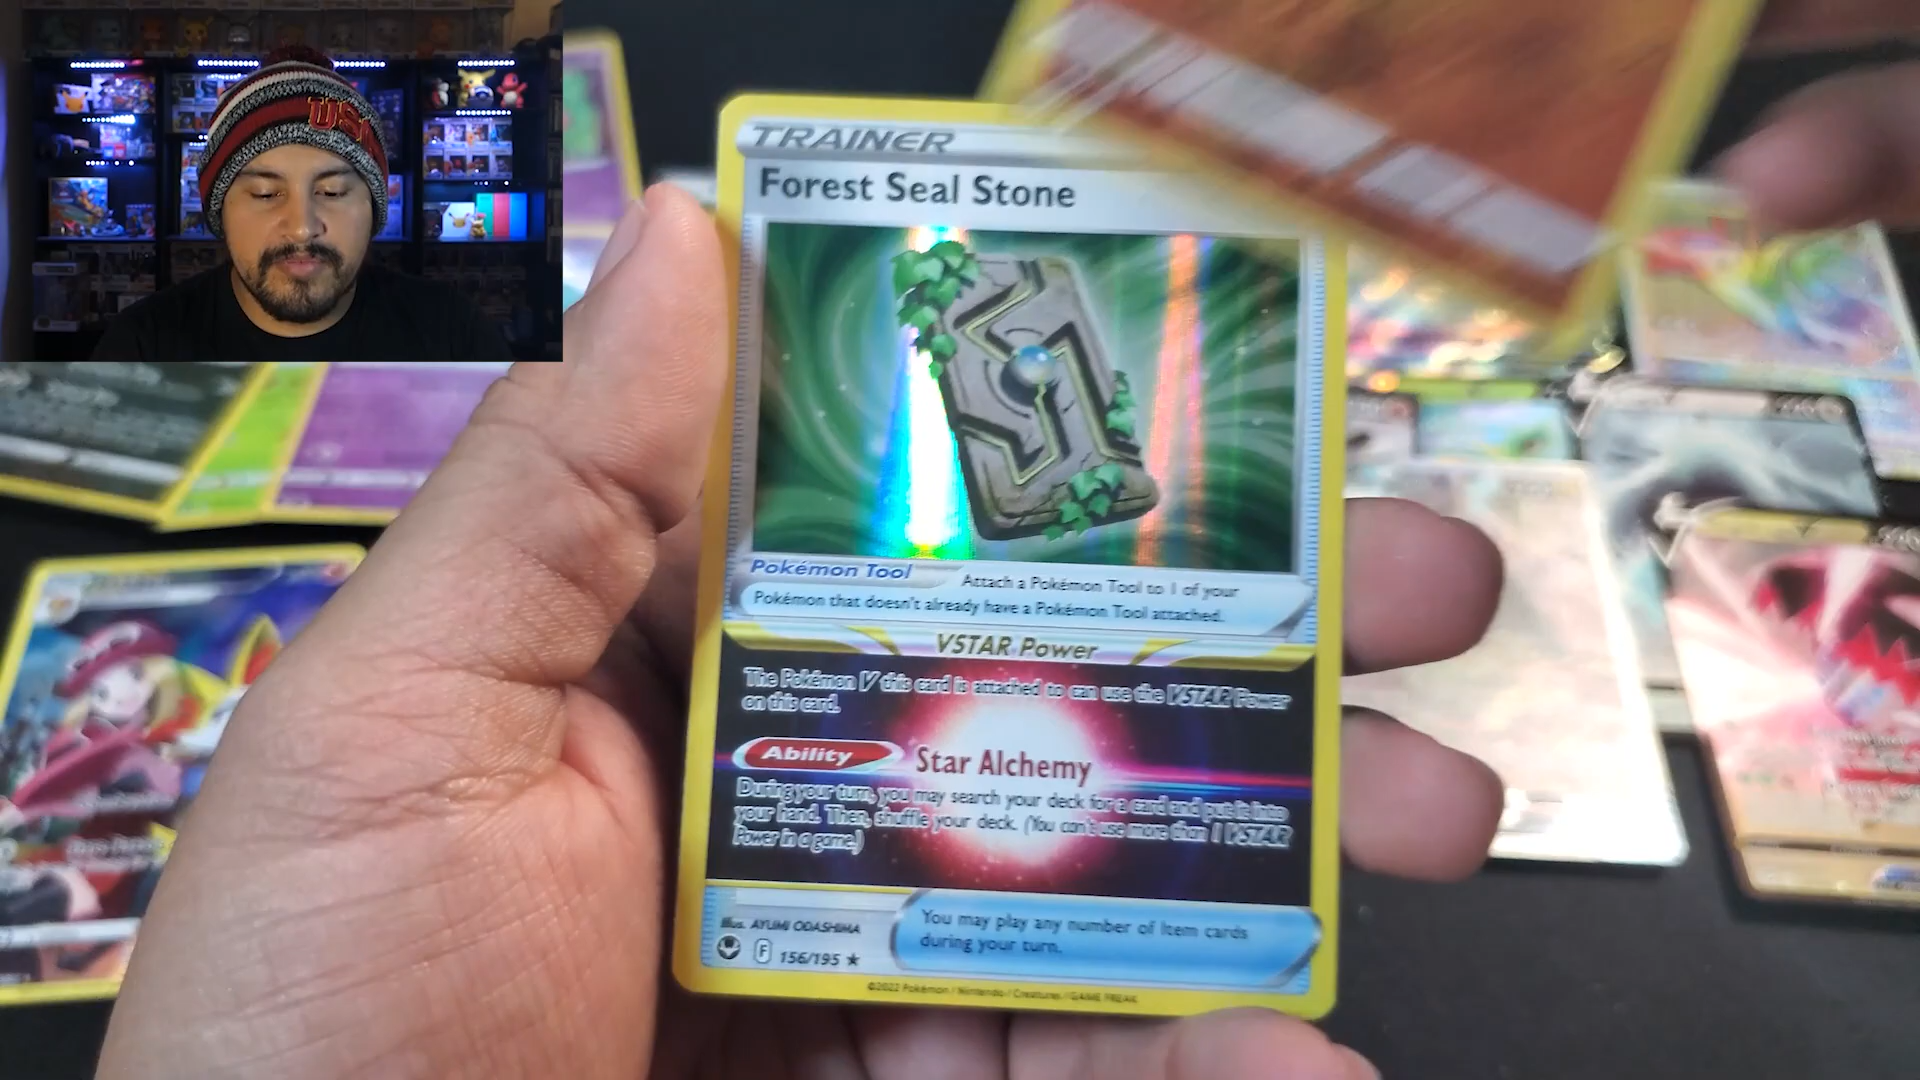 USC
TRAINER
Forest Seal Stone
Pokémon Tool
Attach a Pokémon Tool to 1 of your
Pokémon that doesn't already have a Pokémon Tool attached.
VSTAR Power
The Pokémon V this card is attached to can use the VSTAR Power
on this card.
Ability
Star Alchemy
During your turn, you may search your deck for a card and put it into
your hand. Then, shuffle your deck. (You can't use more than 1 VSTAR
Power in a game.)
Illus. AYUMI ODASHIMA
F
156/195 ★
You may play any number of Item cards
during your turn.
©2022 Pokémon / Nintendo / Creatures / GAME FREAK